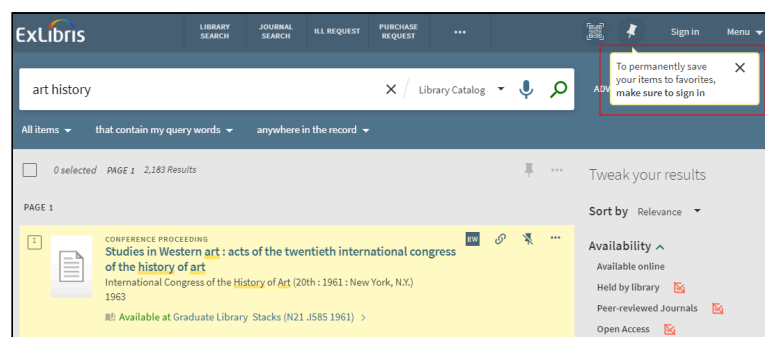 ExLibris
LIBRARY
SEARCH
JOURNAL
SEARCH
ILL REQUEST
PURCHASE
REQUEST
Sign in
Menu
To permanently save
your items to favorites,
make sure to sign in
art history
Library Catalog
ADV
All items
that contain my query words
anywhere in the record
0 selected PAGE 1 2,183 Results
PAGE 1
Tweak your results
Sort by Relevance
Availability
Available online
Held by library
Peer-reviewed Journals
Open Access
1
CONFERENCE PROCEEDING
RW
Studies in Western art : acts of the twentieth international congress
of the history of art
International Congress of the History of Art (20th : 1961 : New York, N.Y.)
1963
Available at Graduate Library Stacks (N21 .I585 1961) >